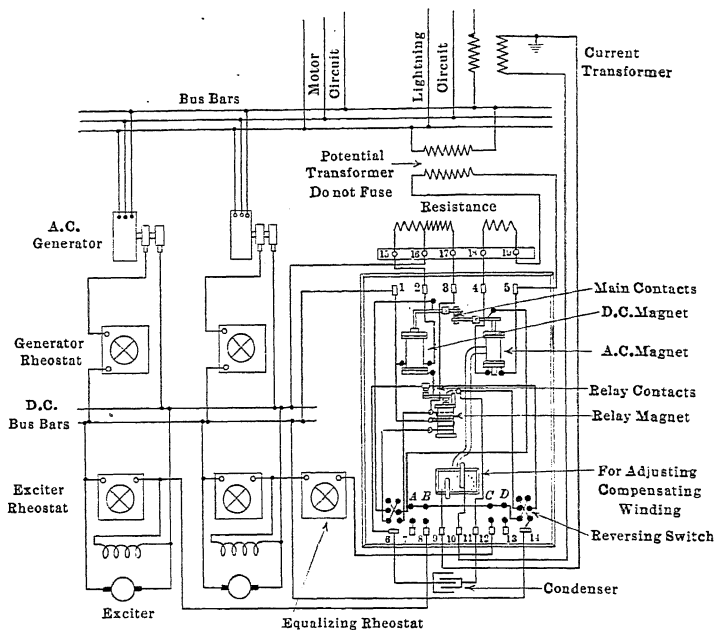 Motor
Circuit
Lightning
Circuit
Current
Transformer
Bus Bars
Potential
Transformer
Do not Fuse
Resistance
A.C.
Generator
15 16 17 18 19
1 2 3 4 5
Main Contacts
D.C. Magnet
A.C. Magnet
Generator
Rheostat
Relay Contacts
Relay Magnet
D.C.
Bus Bars
For Adjusting
Compensating
Winding
A B C D
Exciter
Rheostat
Reversing Switch
6 7 8 9 10 11 12 13 14
Condenser
Exciter
Equalizing Rheostat